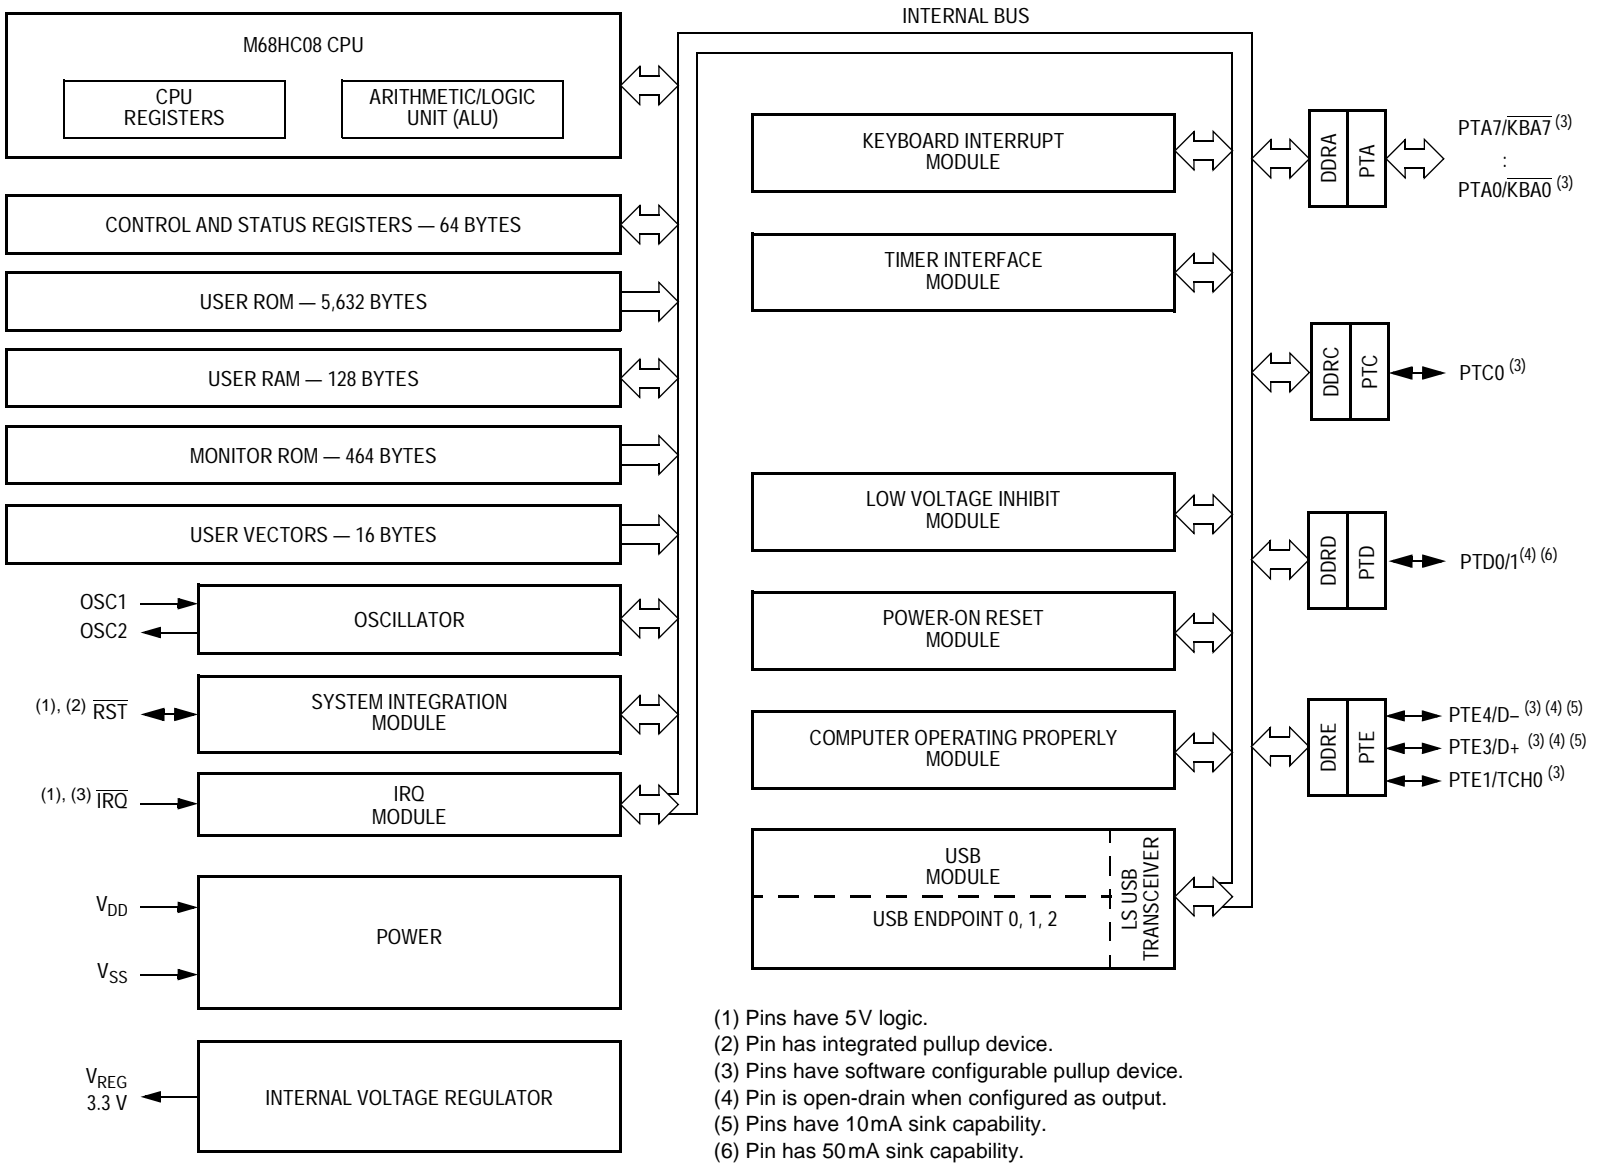 INTERNAL BUS
M68HC08 CPU
CPU
REGISTERS
ARITHMETIC/LOGIC
UNIT (ALU)
CONTROL AND STATUS REGISTERS — 64 BYTES
USER ROM — 5,632 BYTES
USER RAM — 128 BYTES
MONITOR ROM — 464 BYTES
USER VECTORS — 16 BYTES
OSC1
OSC2
OSCILLATOR
(1), (2) RST
SYSTEM INTEGRATION
MODULE
(1), (3) IRQ
IRQ
MODULE
VDD
VSS
POWER
VREG
3.3 V
INTERNAL VOLTAGE REGULATOR
KEYBOARD INTERRUPT
MODULE
TIMER INTERFACE
MODULE
LOW VOLTAGE INHIBIT
MODULE
POWER-ON RESET
MODULE
COMPUTER OPERATING PROPERLY
MODULE
USB
MODULE
USB ENDPOINT 0, 1, 2
LS USB
TRANSCEIVER
DDRA
PTA
PTA7/KBA7 (3)
:
PTA0/KBA0 (3)
DDRC
PTC
PTC0 (3)
DDRD
PTD
PTD0/1(4) (6)
DDRE
PTE
PTE4/D– (3) (4) (5)
PTE3/D+ (3) (4) (5)
PTE1/TCH0 (3)
(1) Pins have 5V logic.
(2) Pin has integrated pullup device.
(3) Pins have software configurable pullup device.
(4) Pin is open-drain when configured as output.
(5) Pins have 10mA sink capability.
(6) Pin has 50mA sink capability.